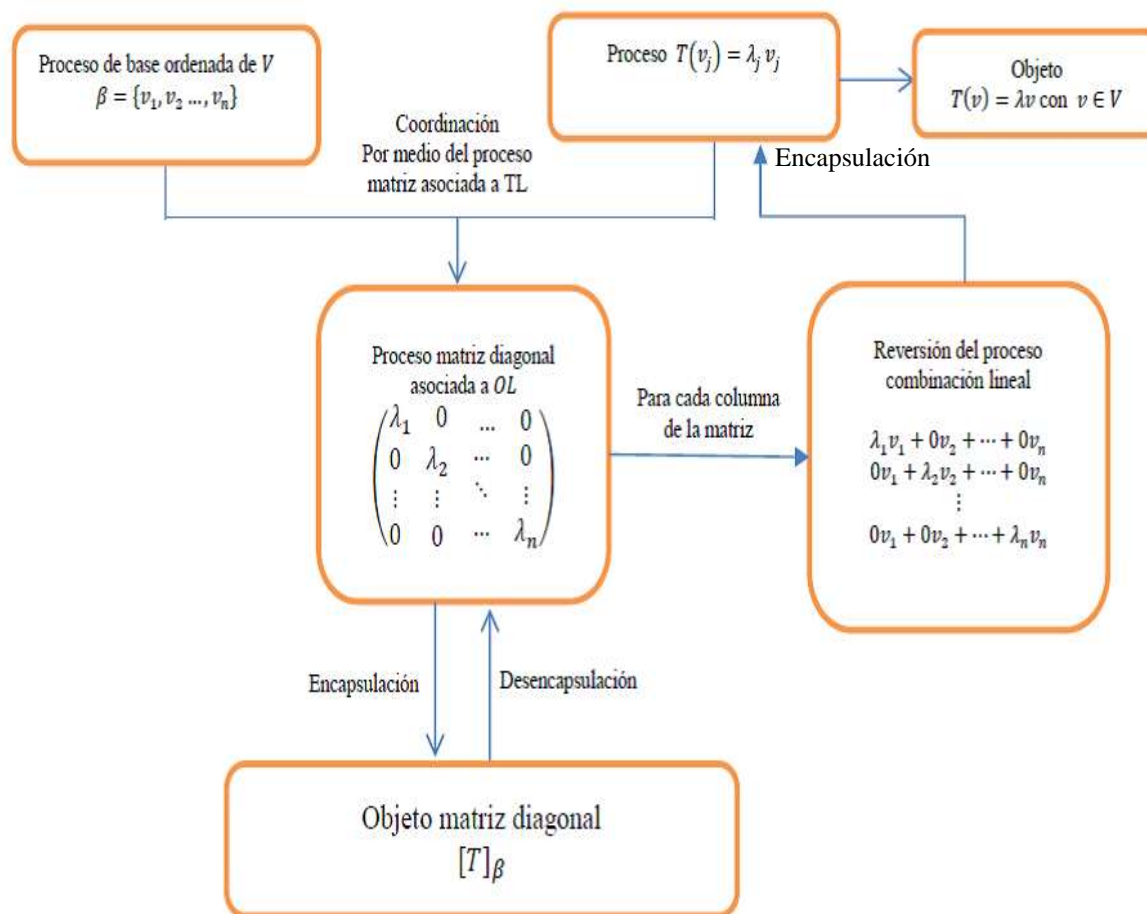 Proceso de base ordenada de V
β = {v₁, v₂ …, vₙ}
Proceso T(vⱼ) = λⱼ vⱼ
Objeto
T(v) = λv con v ∈ V
Coordinación
Por medio del proceso
matriz asociada a TL
Encapsulación
Proceso matriz diagonal
asociada a OL
λ₁ 0 … 0
0 λ₂ ⋯ 0
⋮ ⋮ ⋱ ⋮
0 0 ⋯ λₙ
Para cada columna
de la matriz
Reversión del proceso
combinación lineal
λ₁v₁ + 0v₂ + ⋯ + 0vₙ
0v₁ + λ₂v₂ + ⋯ + 0vₙ
⋮
0v₁ + 0v₂ + ⋯ + λₙvₙ
Encapsulación
Desencapsulación
Objeto matriz diagonal
[T]β